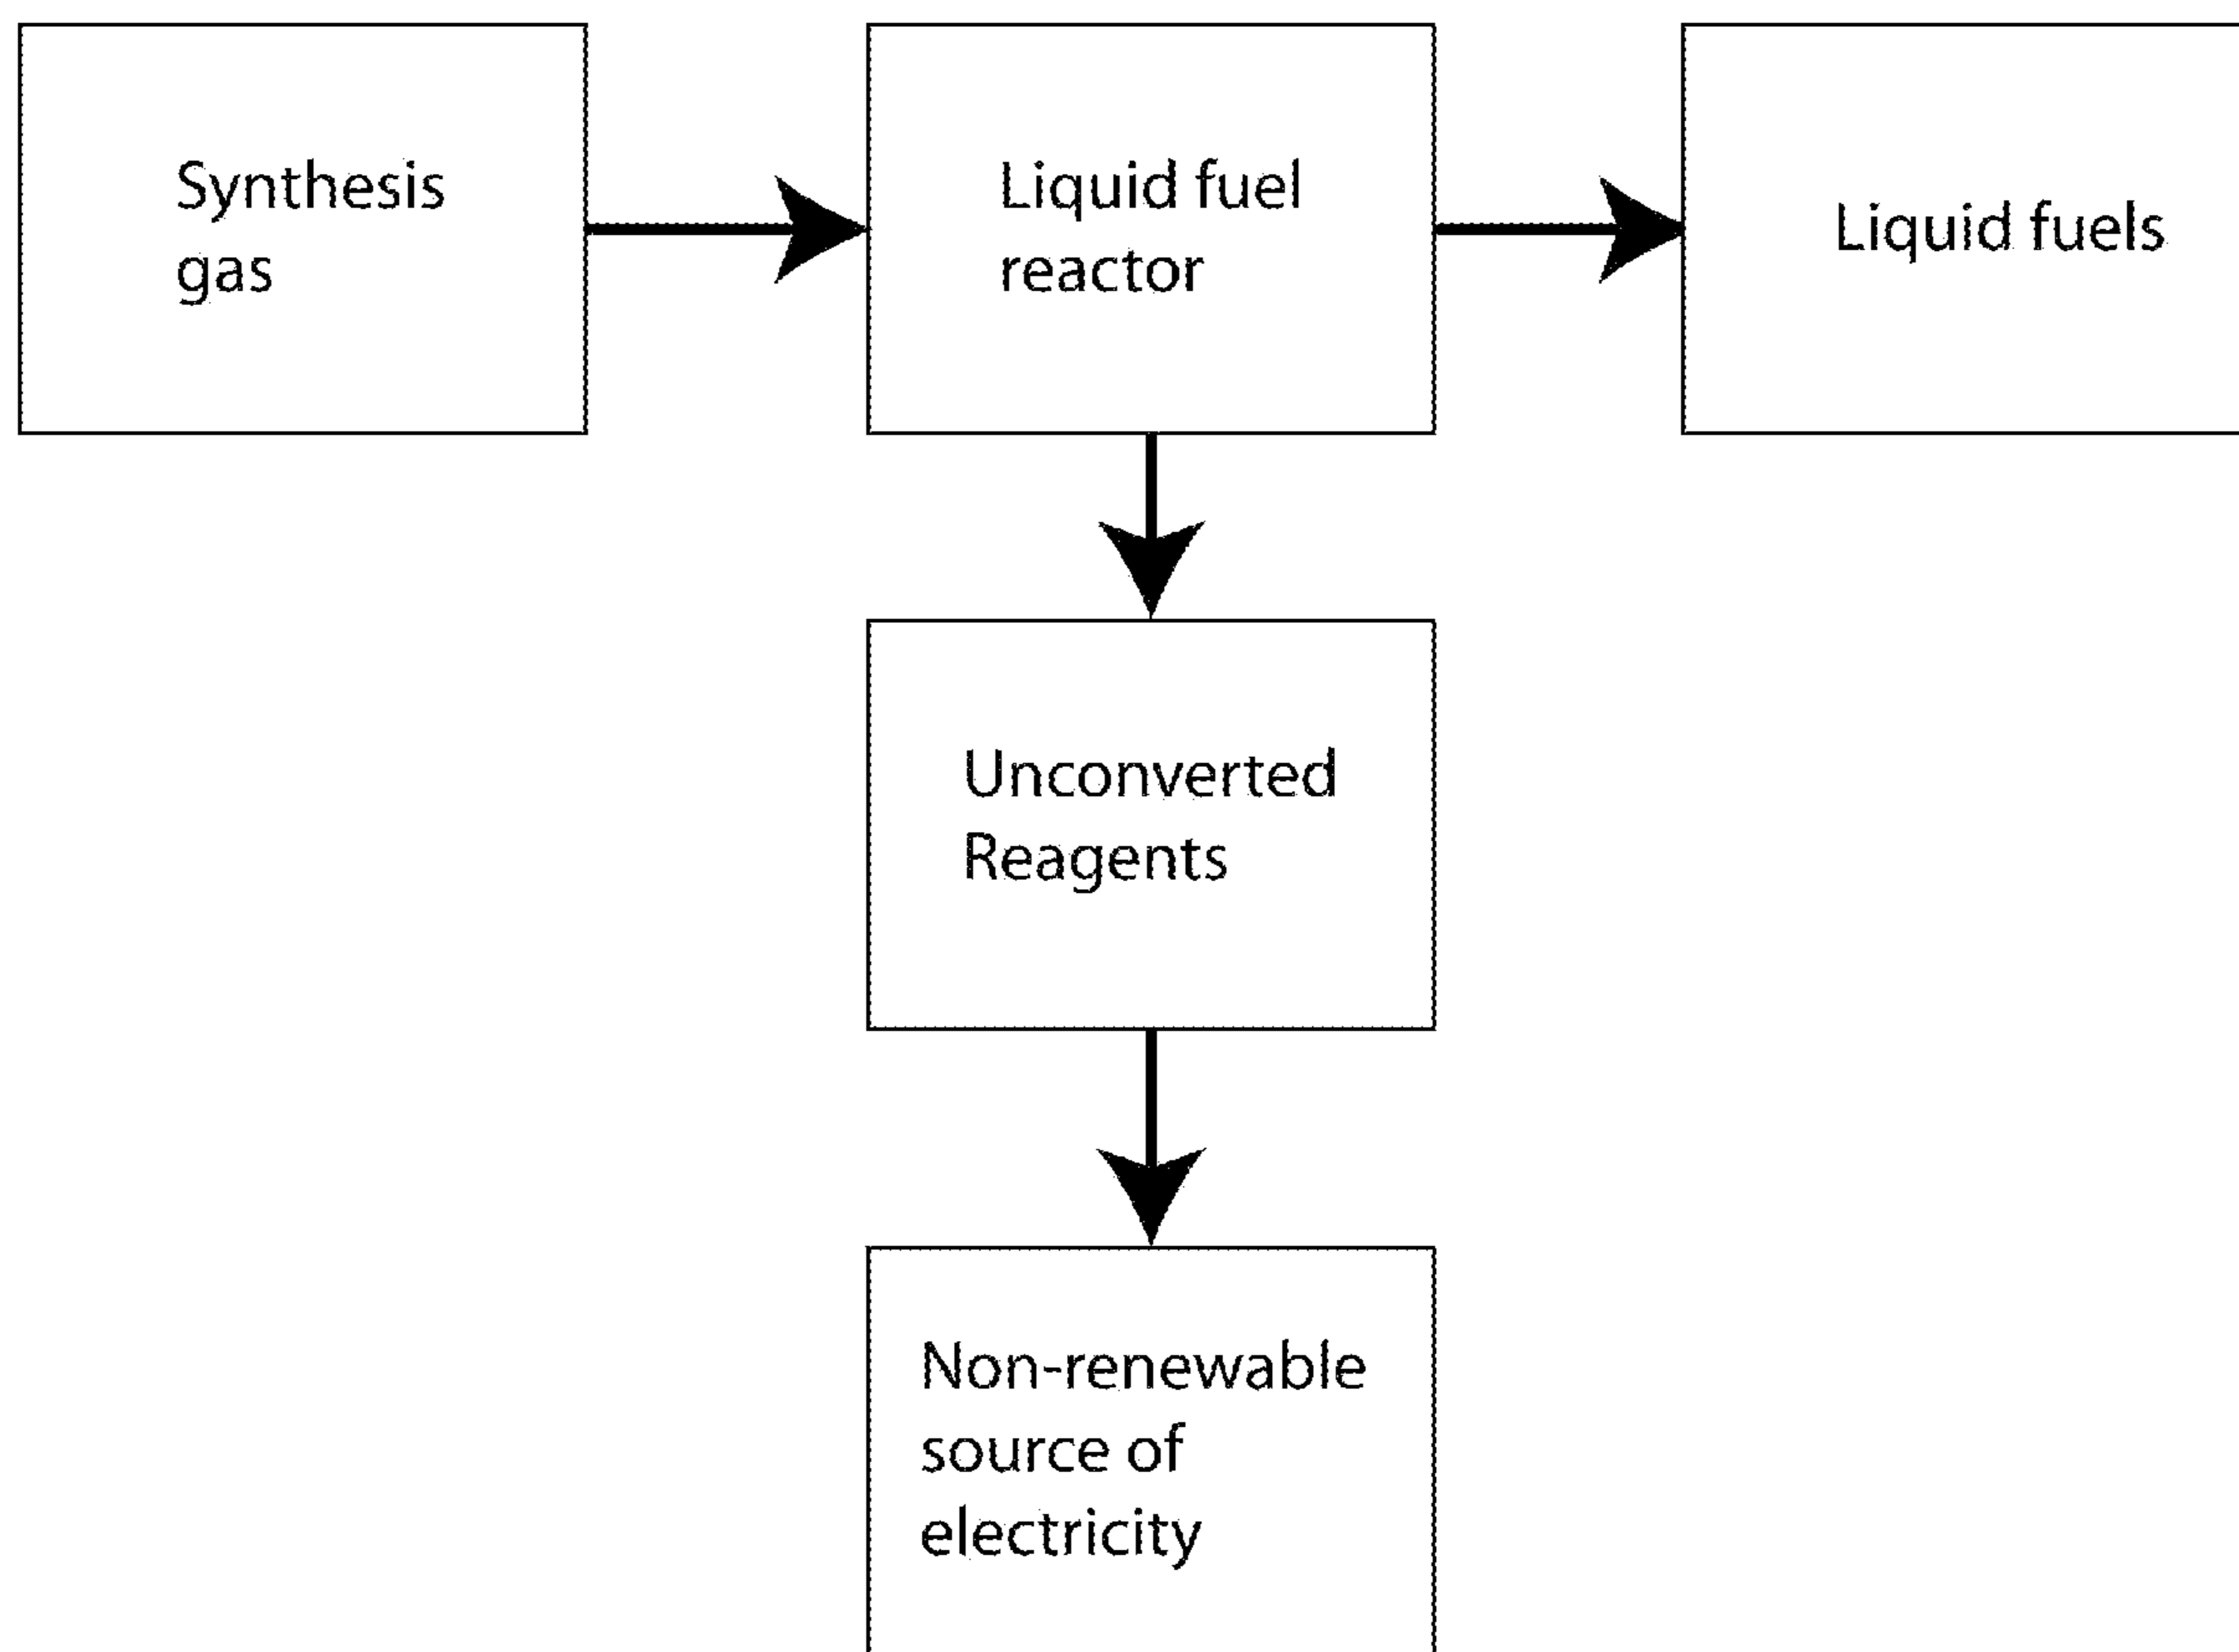 Synthesis
gas
Liquid fuel
reactor
Liquid fuels
Unconverted
Reagents
Non-renewable
source of
electricity